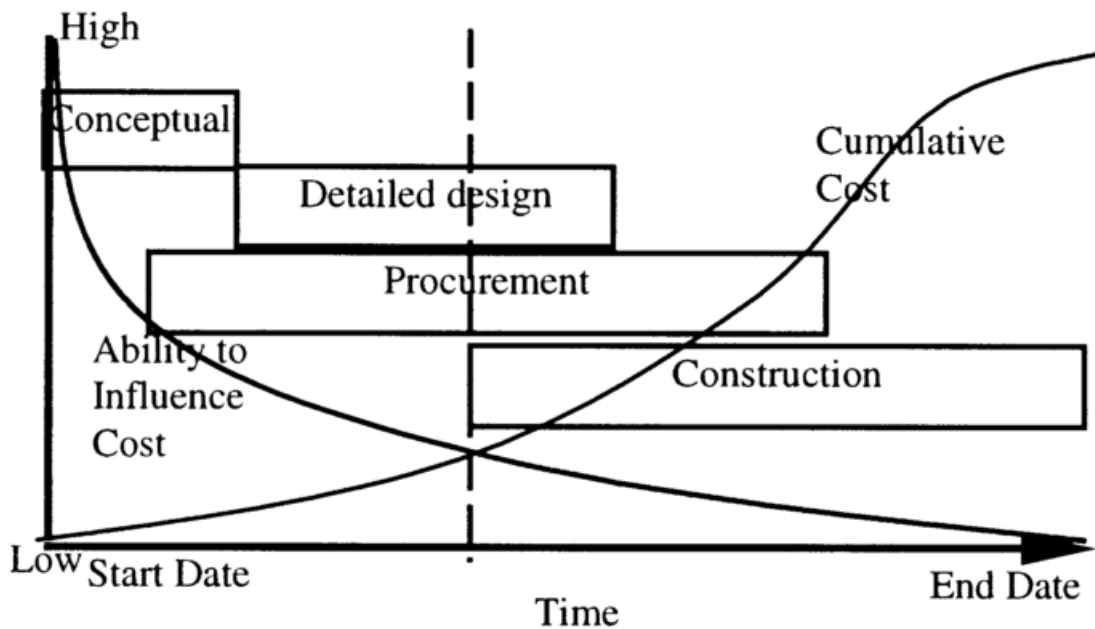 High
Conceptual
Detailed design
Procurement
Construction
Cumulative
Cost
Ability to
Influence
Cost
Low
Start Date
End Date
Time